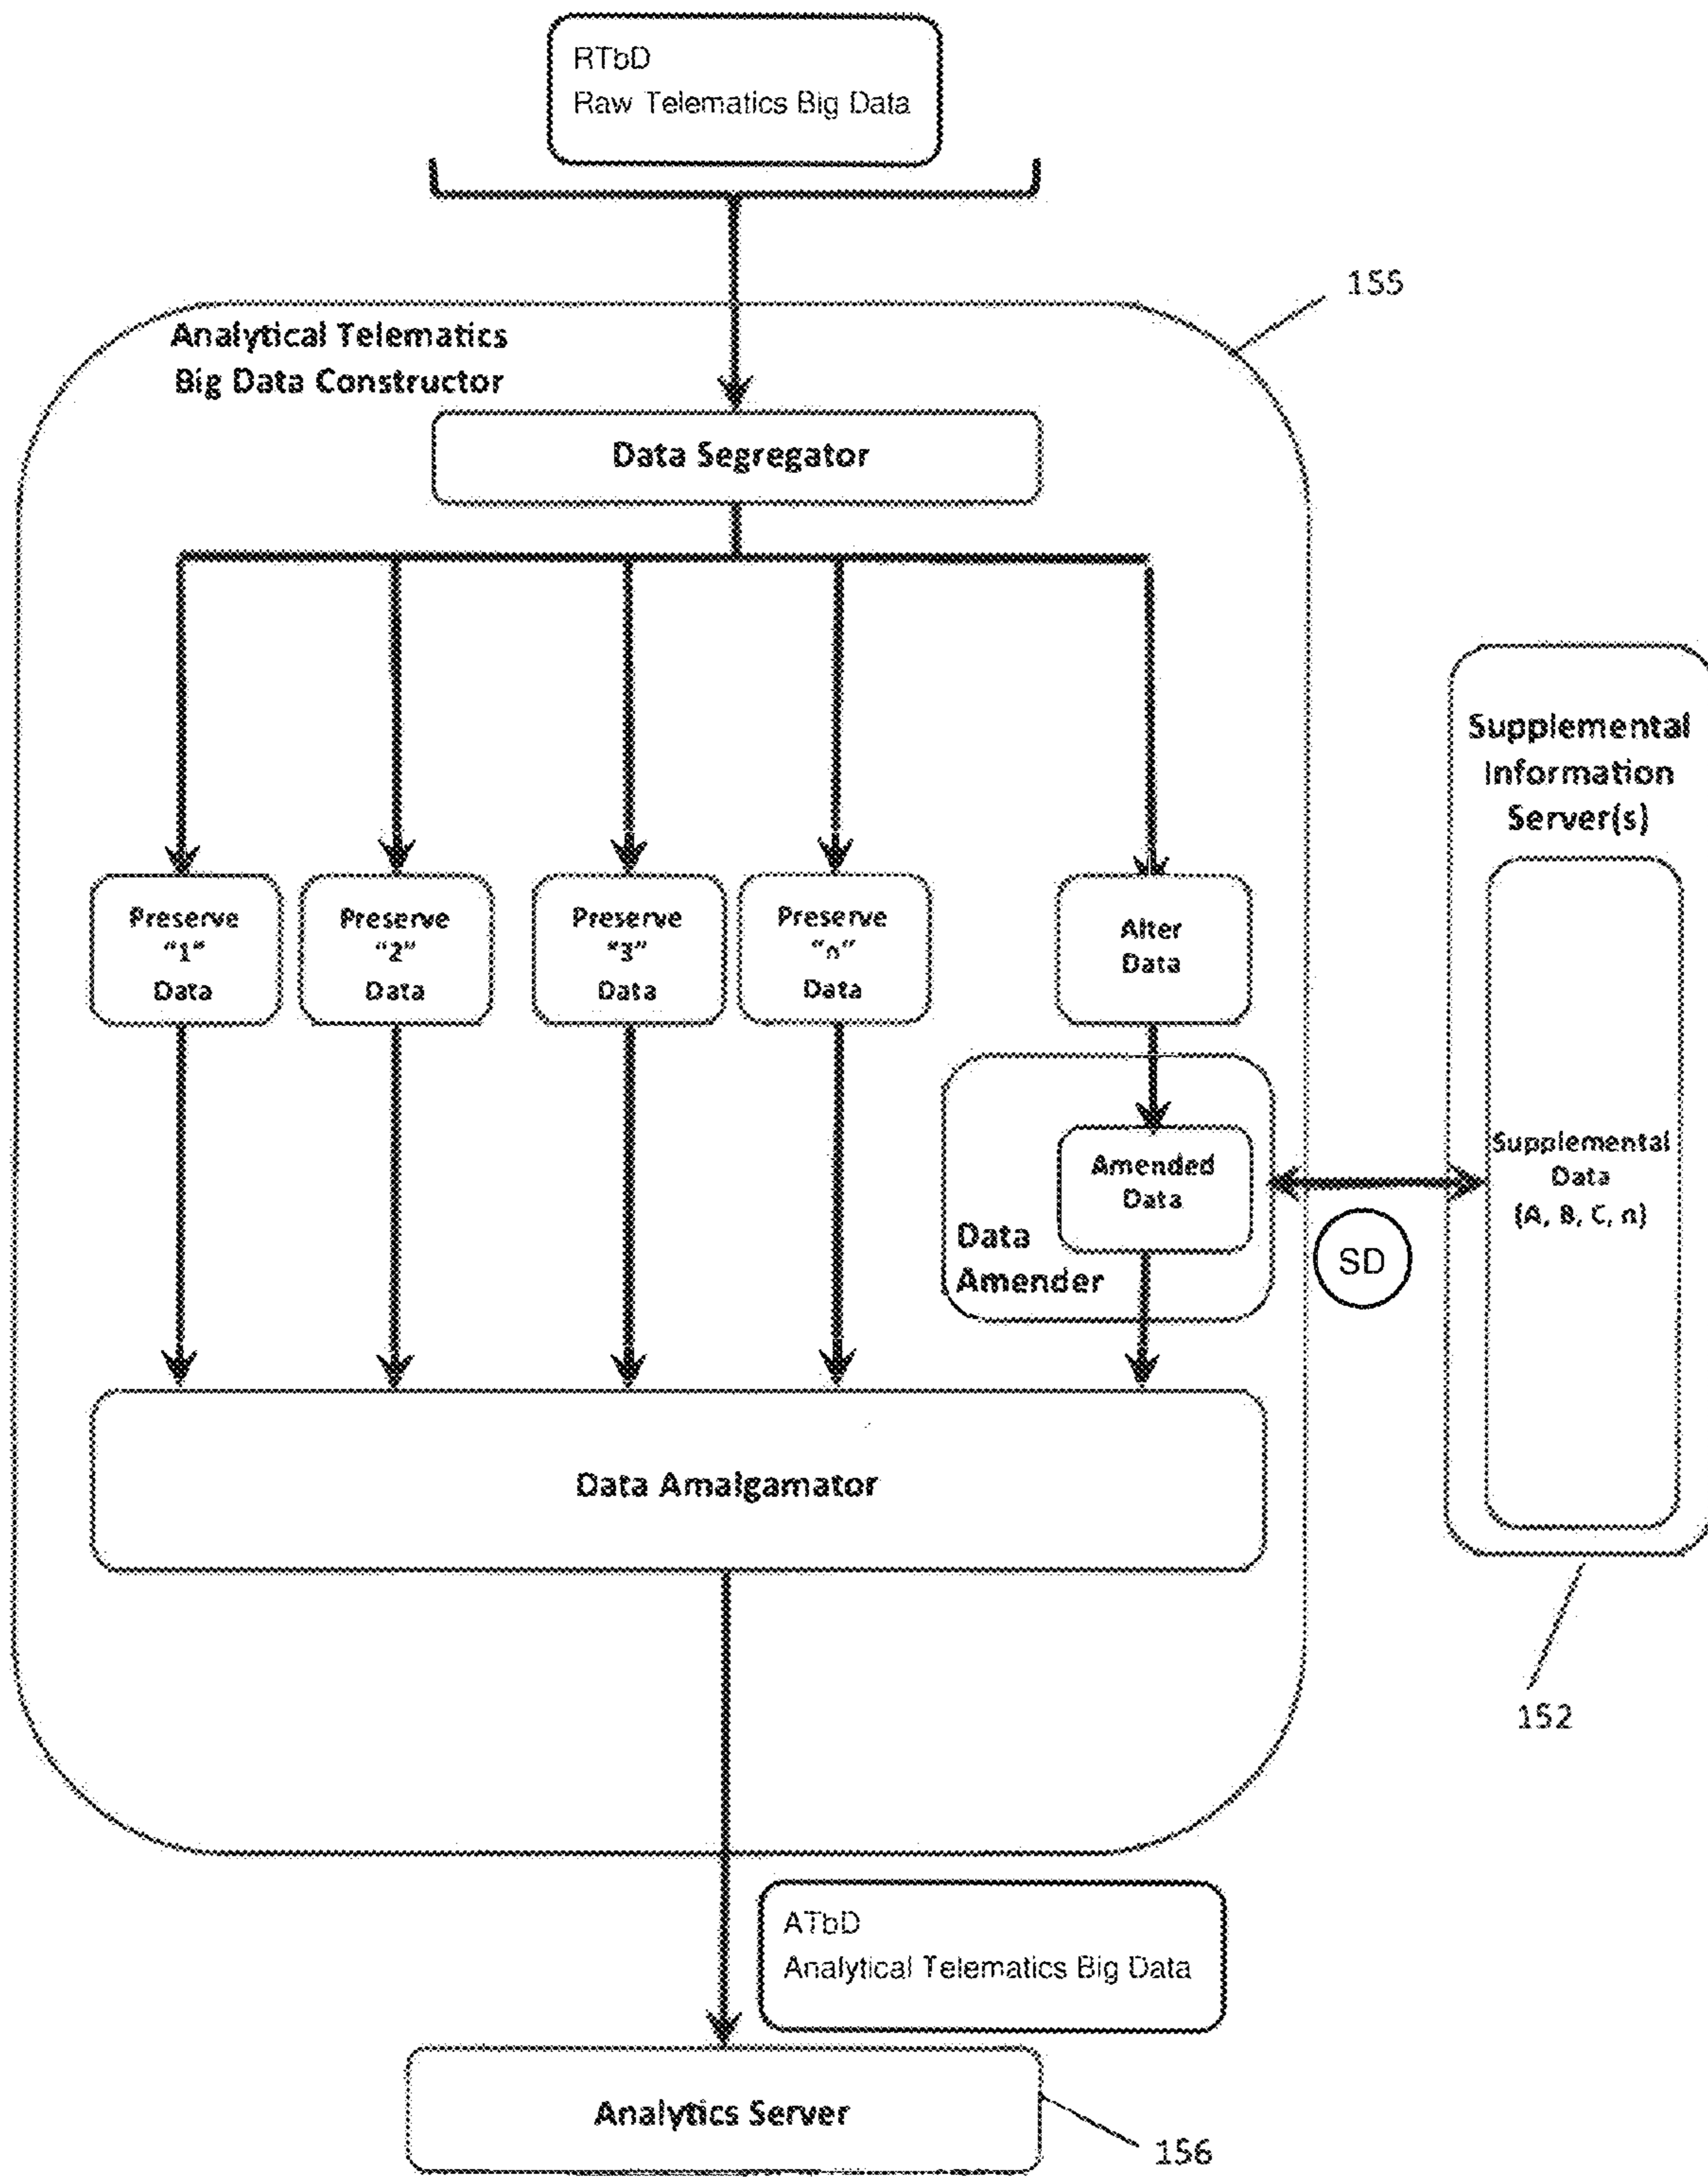 RTbD
Raw Telematics Big Data
155
Analytical Telematics
Big Data Constructor
Data Segregator
Supplemental
Information
Server(s)
Preserve
"1"
Data
Preserve
"2"
Data
Preserve
"3"
Data
Preserve
"n"
Data
Alter
Data
Amended
Data
Data
Amender
SD
Supplemental
Data
(A, B, C, n)
Data Amalgamator
152
ATbD
Analytical Telematics Big Data
Analytics Server
156